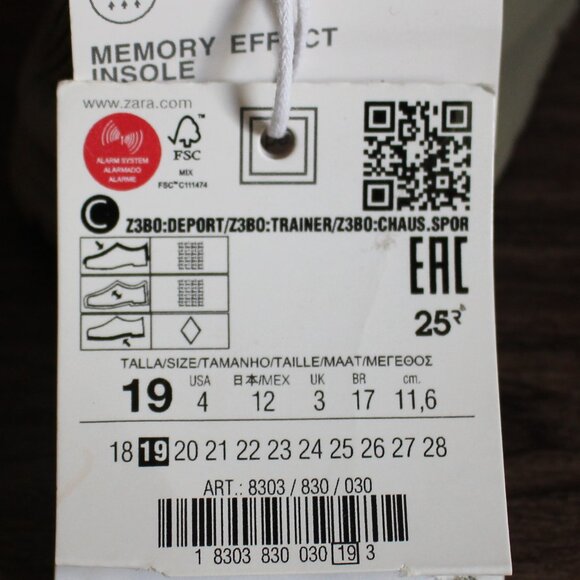 MEMORY EFFECT
INSOLE
www.zara.com
ALARM SYSTEM
ALARMADO
ALARME
FSC
MIX
FSC™ C111474
C Z3B0:DEPORT/Z3B0:TRAINER/Z3B0:CHAUS.SPOR
EAC
25
TALLA/SIZE/TAMANHO/TAILLE/MAAT/ΜΕΓΕΘΟΣ
19 USA 日本/MEX UK BR cm.
4 12 3 17 11,6
18 19 20 21 22 23 24 25 26 27 28
ART.: 8303 / 830 / 030
1 8303 830 030 19 3